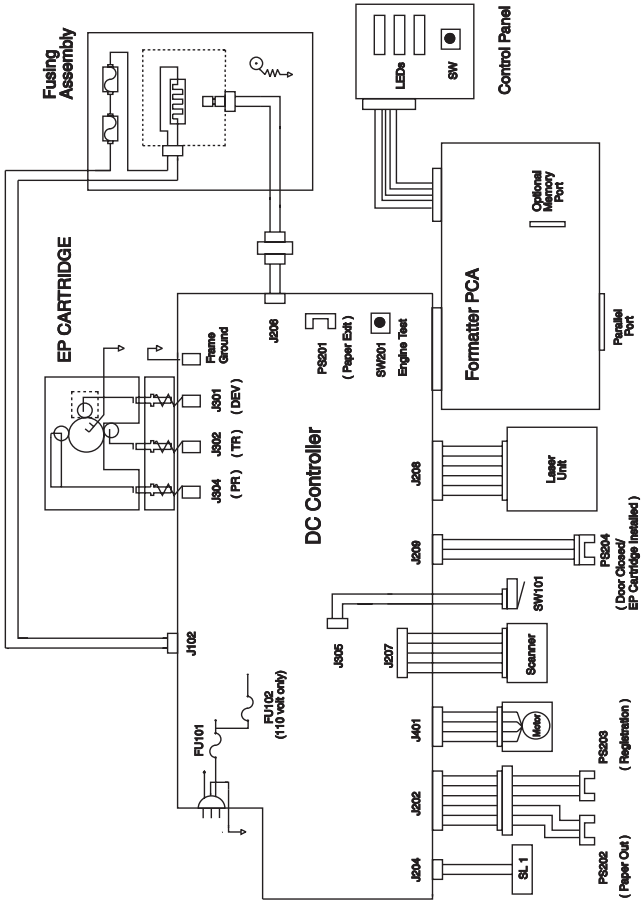 Fusing
Assembly
LEDs
SW
Control Panel
EP CARTRIDGE
Optional
Memory
Port
Formatter PCA
Parallel
Port
J206
PS201
( Paper Exit )
SW201
Engine Test
Frame
Ground
J301
( DEV )
J302
( TR )
J304
( PR )
DC Controller
J208
Laser
Unit
J209
PS204
( Door Closed/
EP Cartridge Installed )
SW101
J305
J207
Scanner
J102
FU101
FU102
(110 volt only)
J401
Motor
J202
PS203
( Registration )
PS202
( Paper Out )
J204
SL 1